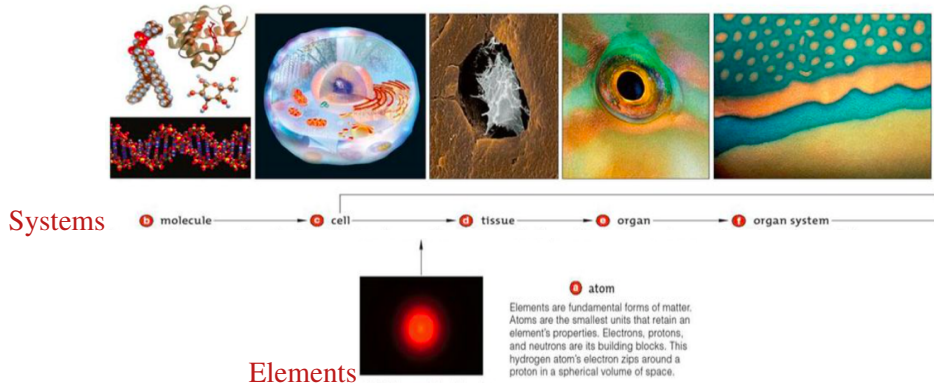 Systems
b molecule c cell d tissue e organ f organ system
a atom
Elements are fundamental forms of matter.
Atoms are the smallest units that retain an
element's properties. Electrons, protons,
and neutrons are its building blocks. This
hydrogen atom's electron zips around a
proton in a spherical volume of space.
Elements